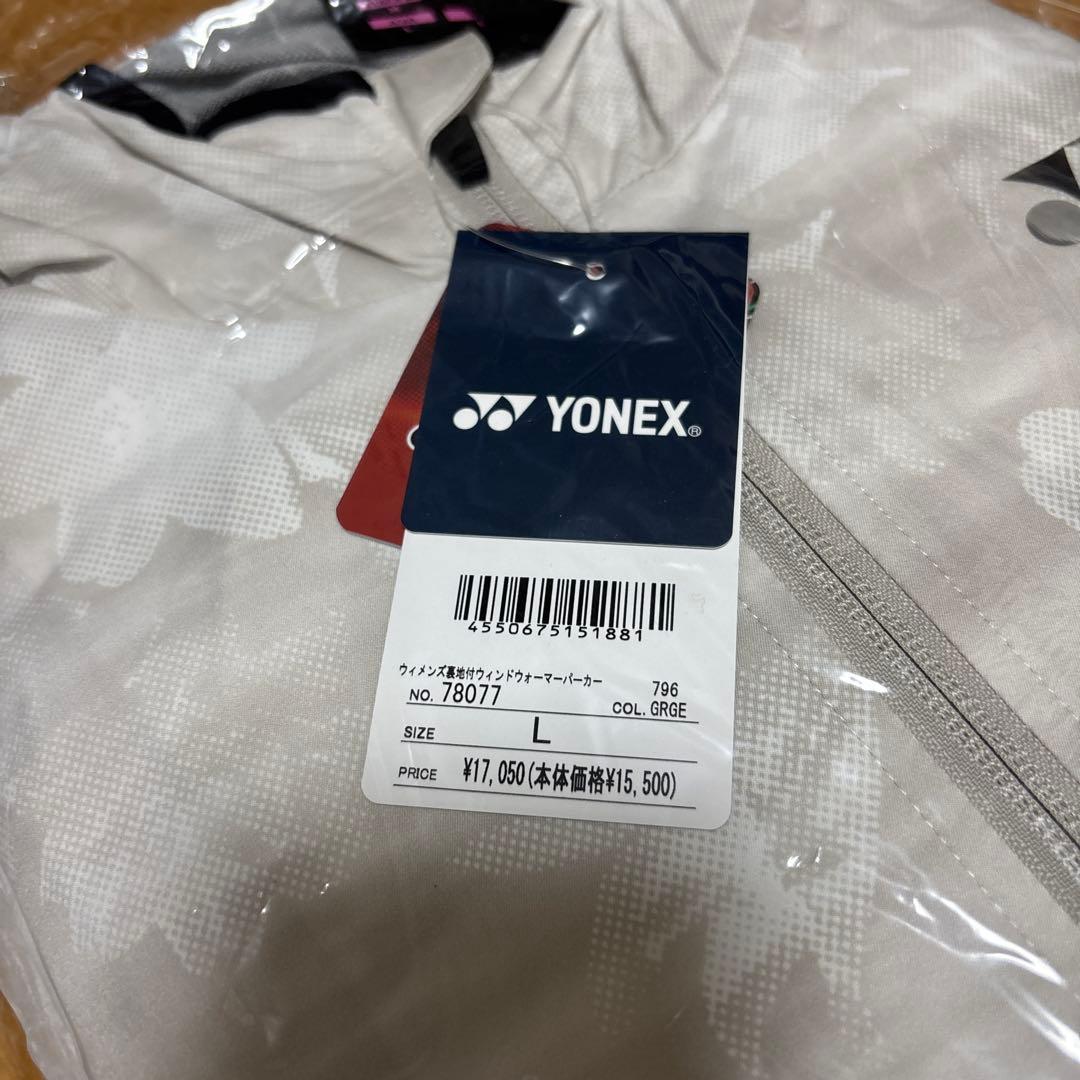 YONEX®
4550675151881
ウィメンズ裏地付ウィンドウォーマーパーカー 796
NO. 78077 COL. GRGE
SIZE L
PRICE ¥17,050(本体価格¥15,500)